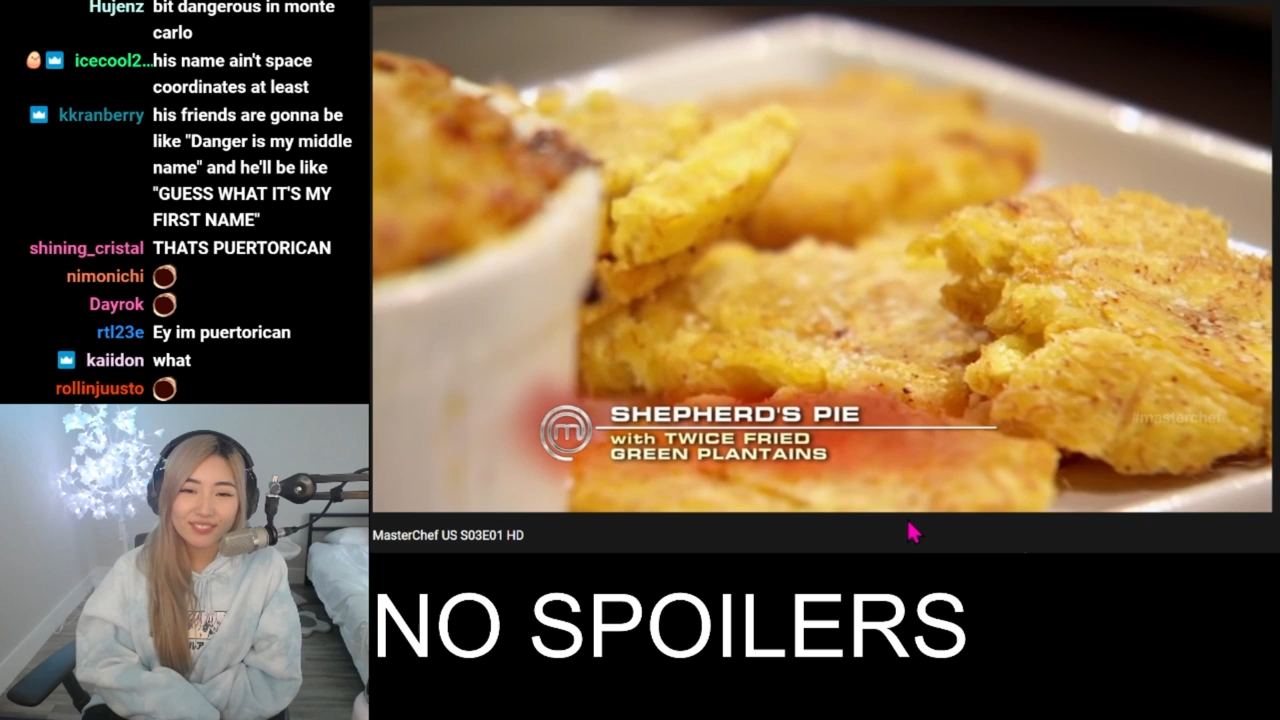 Hujenz bit dangerous in monte
carlo
icecool2... his name ain't space
coordinates at least
kkranberry his friends are gonna be
like "Danger is my middle
name" and he'll be like
"GUESS WHAT IT'S MY
FIRST NAME"
shining_cristal THATS PUERTORICAN
nimonichi
Dayrok
rtl23e Ey im puertorican
kaiidon what
rollinjuusto
#masterchef
SHEPHERD'S PIE
m
with TWICE FRIED
GREEN PLANTAINS
MasterChef US S03E01 HD
NO SPOILERS